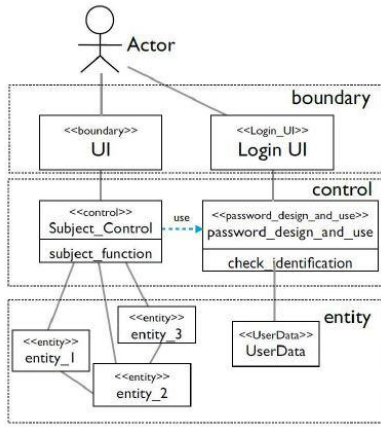 Actor
boundary
<<boundary>>
UI
<<Login_UI>>
Login UI
control
<<control>>
Subject_Control
subject_function
use
<<password_design_and_use>>
password_design_and_use
check_identification
entity
<<entity>>
entity_1
<<entity>>
entity_3
<<entity>>
entity_2
<<UserData>>
UserData